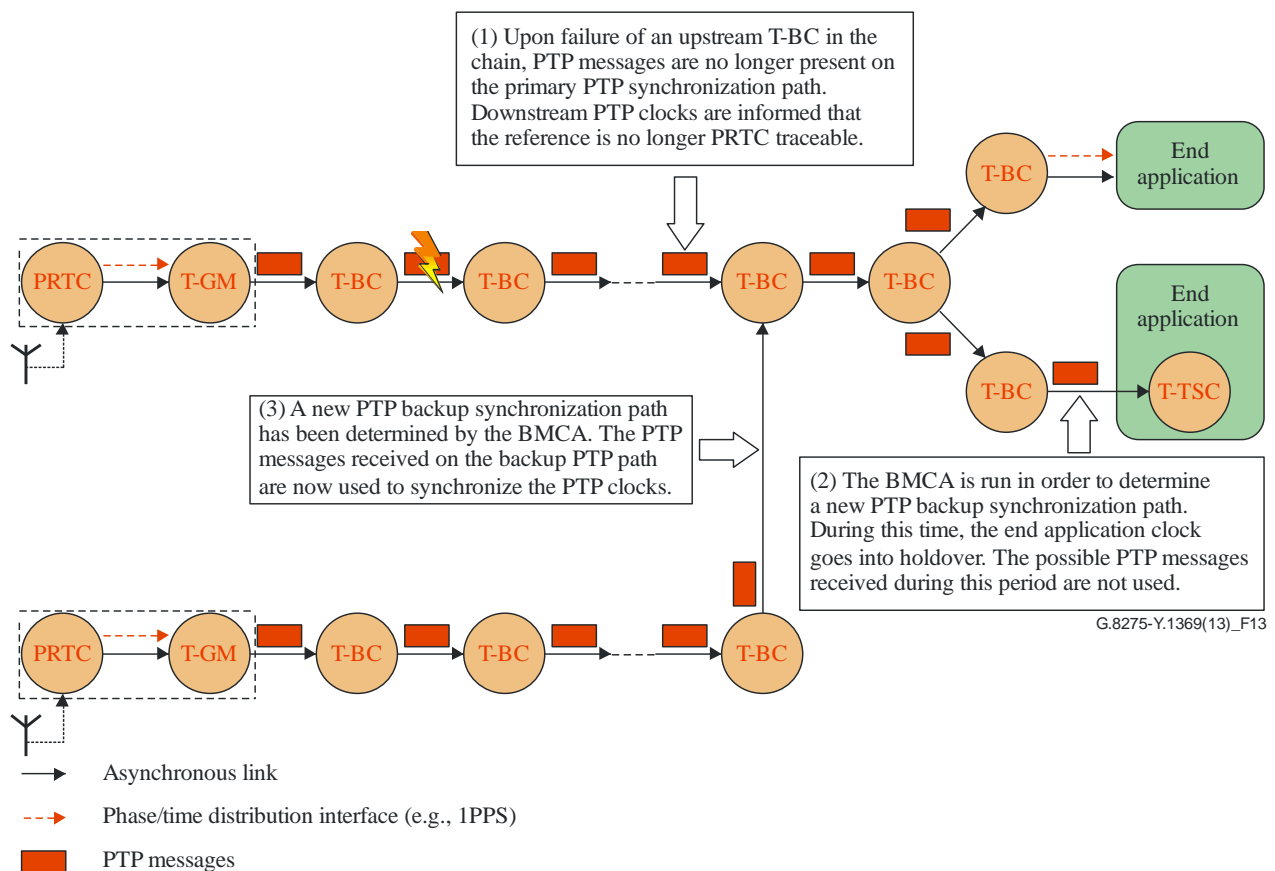 (1) Upon failure of an upstream T-BC in the
chain, PTP messages are no longer present on
the primary PTP synchronization path.
Downstream PTP clocks are informed that
the reference is no longer PRTC traceable.
T-BC
End
application
PRTC
T-GM
T-BC
T-BC
T-BC
T-BC
End
application
T-BC
T-TSC
(3) A new PTP backup synchronization path
has been determined by the BMCA. The PTP
messages received on the backup PTP path
are now used to synchronize the PTP clocks.
(2) The BMCA is run in order to determine
a new PTP backup synchronization path.
During this time, the end application clock
goes into holdover. The possible PTP messages
received during this period are not used.
G.8275-Y.1369(13)_F13
PRTC
T-GM
T-BC
T-BC
T-BC
Asynchronous link
Phase/time distribution interface (e.g., 1PPS)
PTP messages